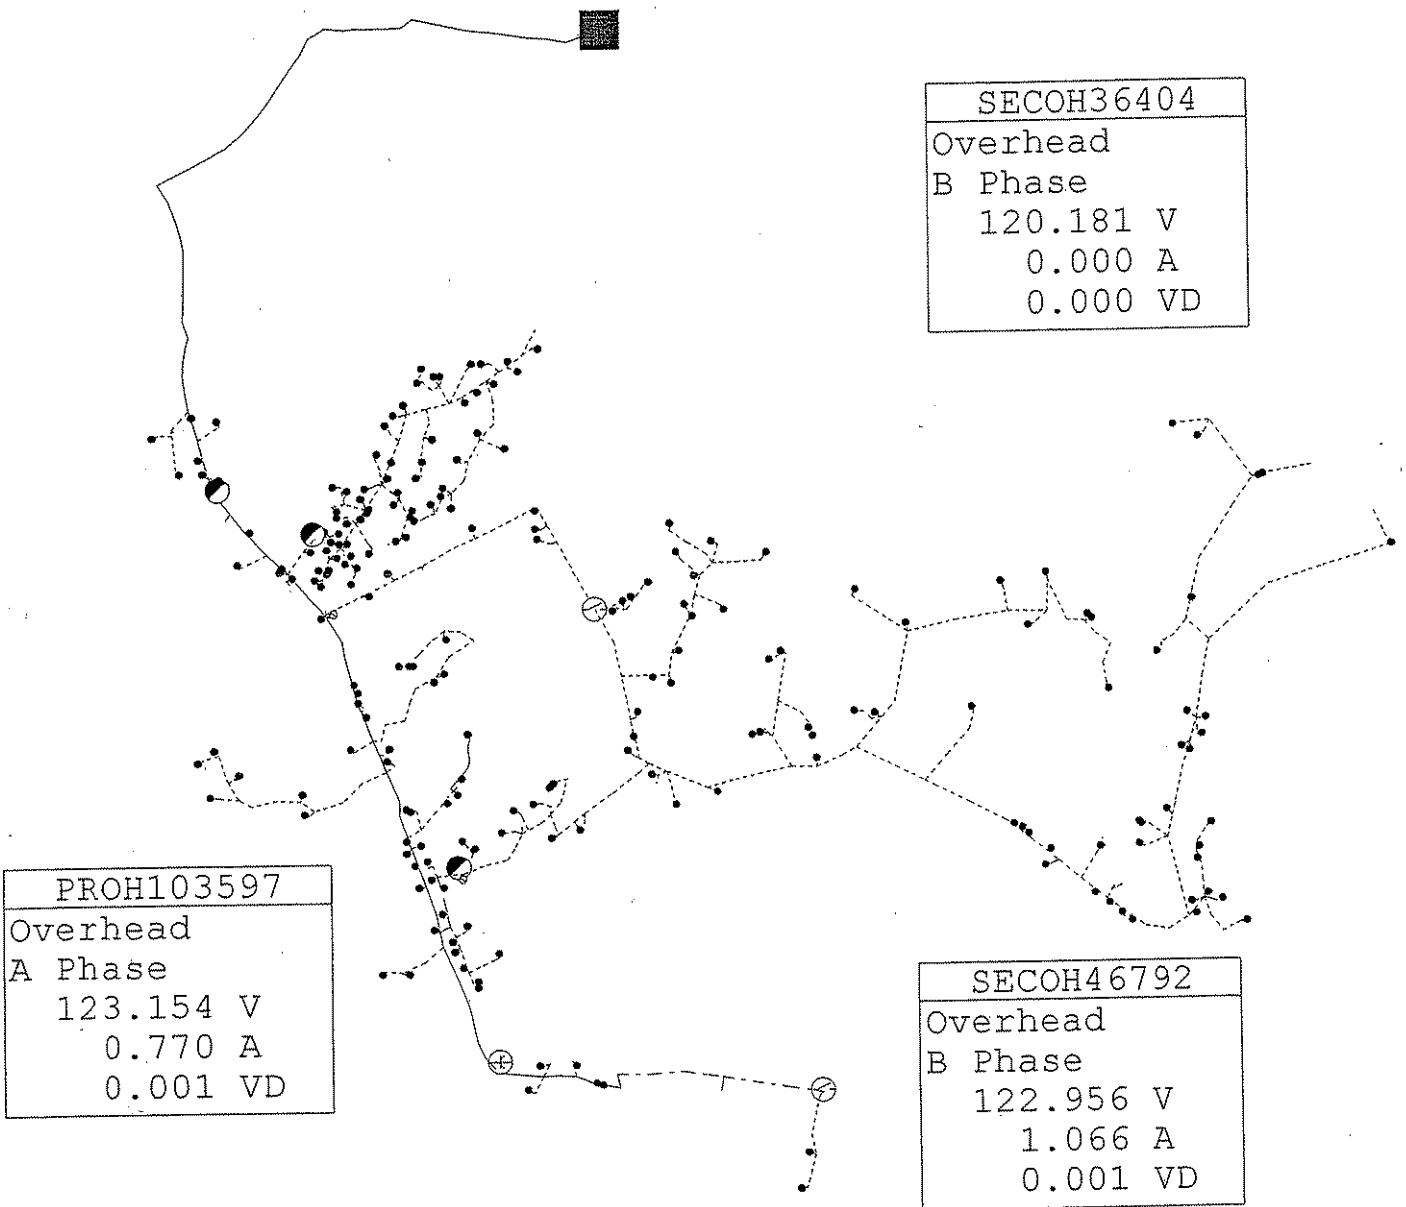 SECOH36404
Overhead
B Phase
120.181 V
0.000 A
0.000 VD
PROH103597
Overhead
A Phase
123.154 V
0.770 A
0.001 VD
SECOH46792
Overhead
B Phase
122.956 V
1.066 A
0.001 VD